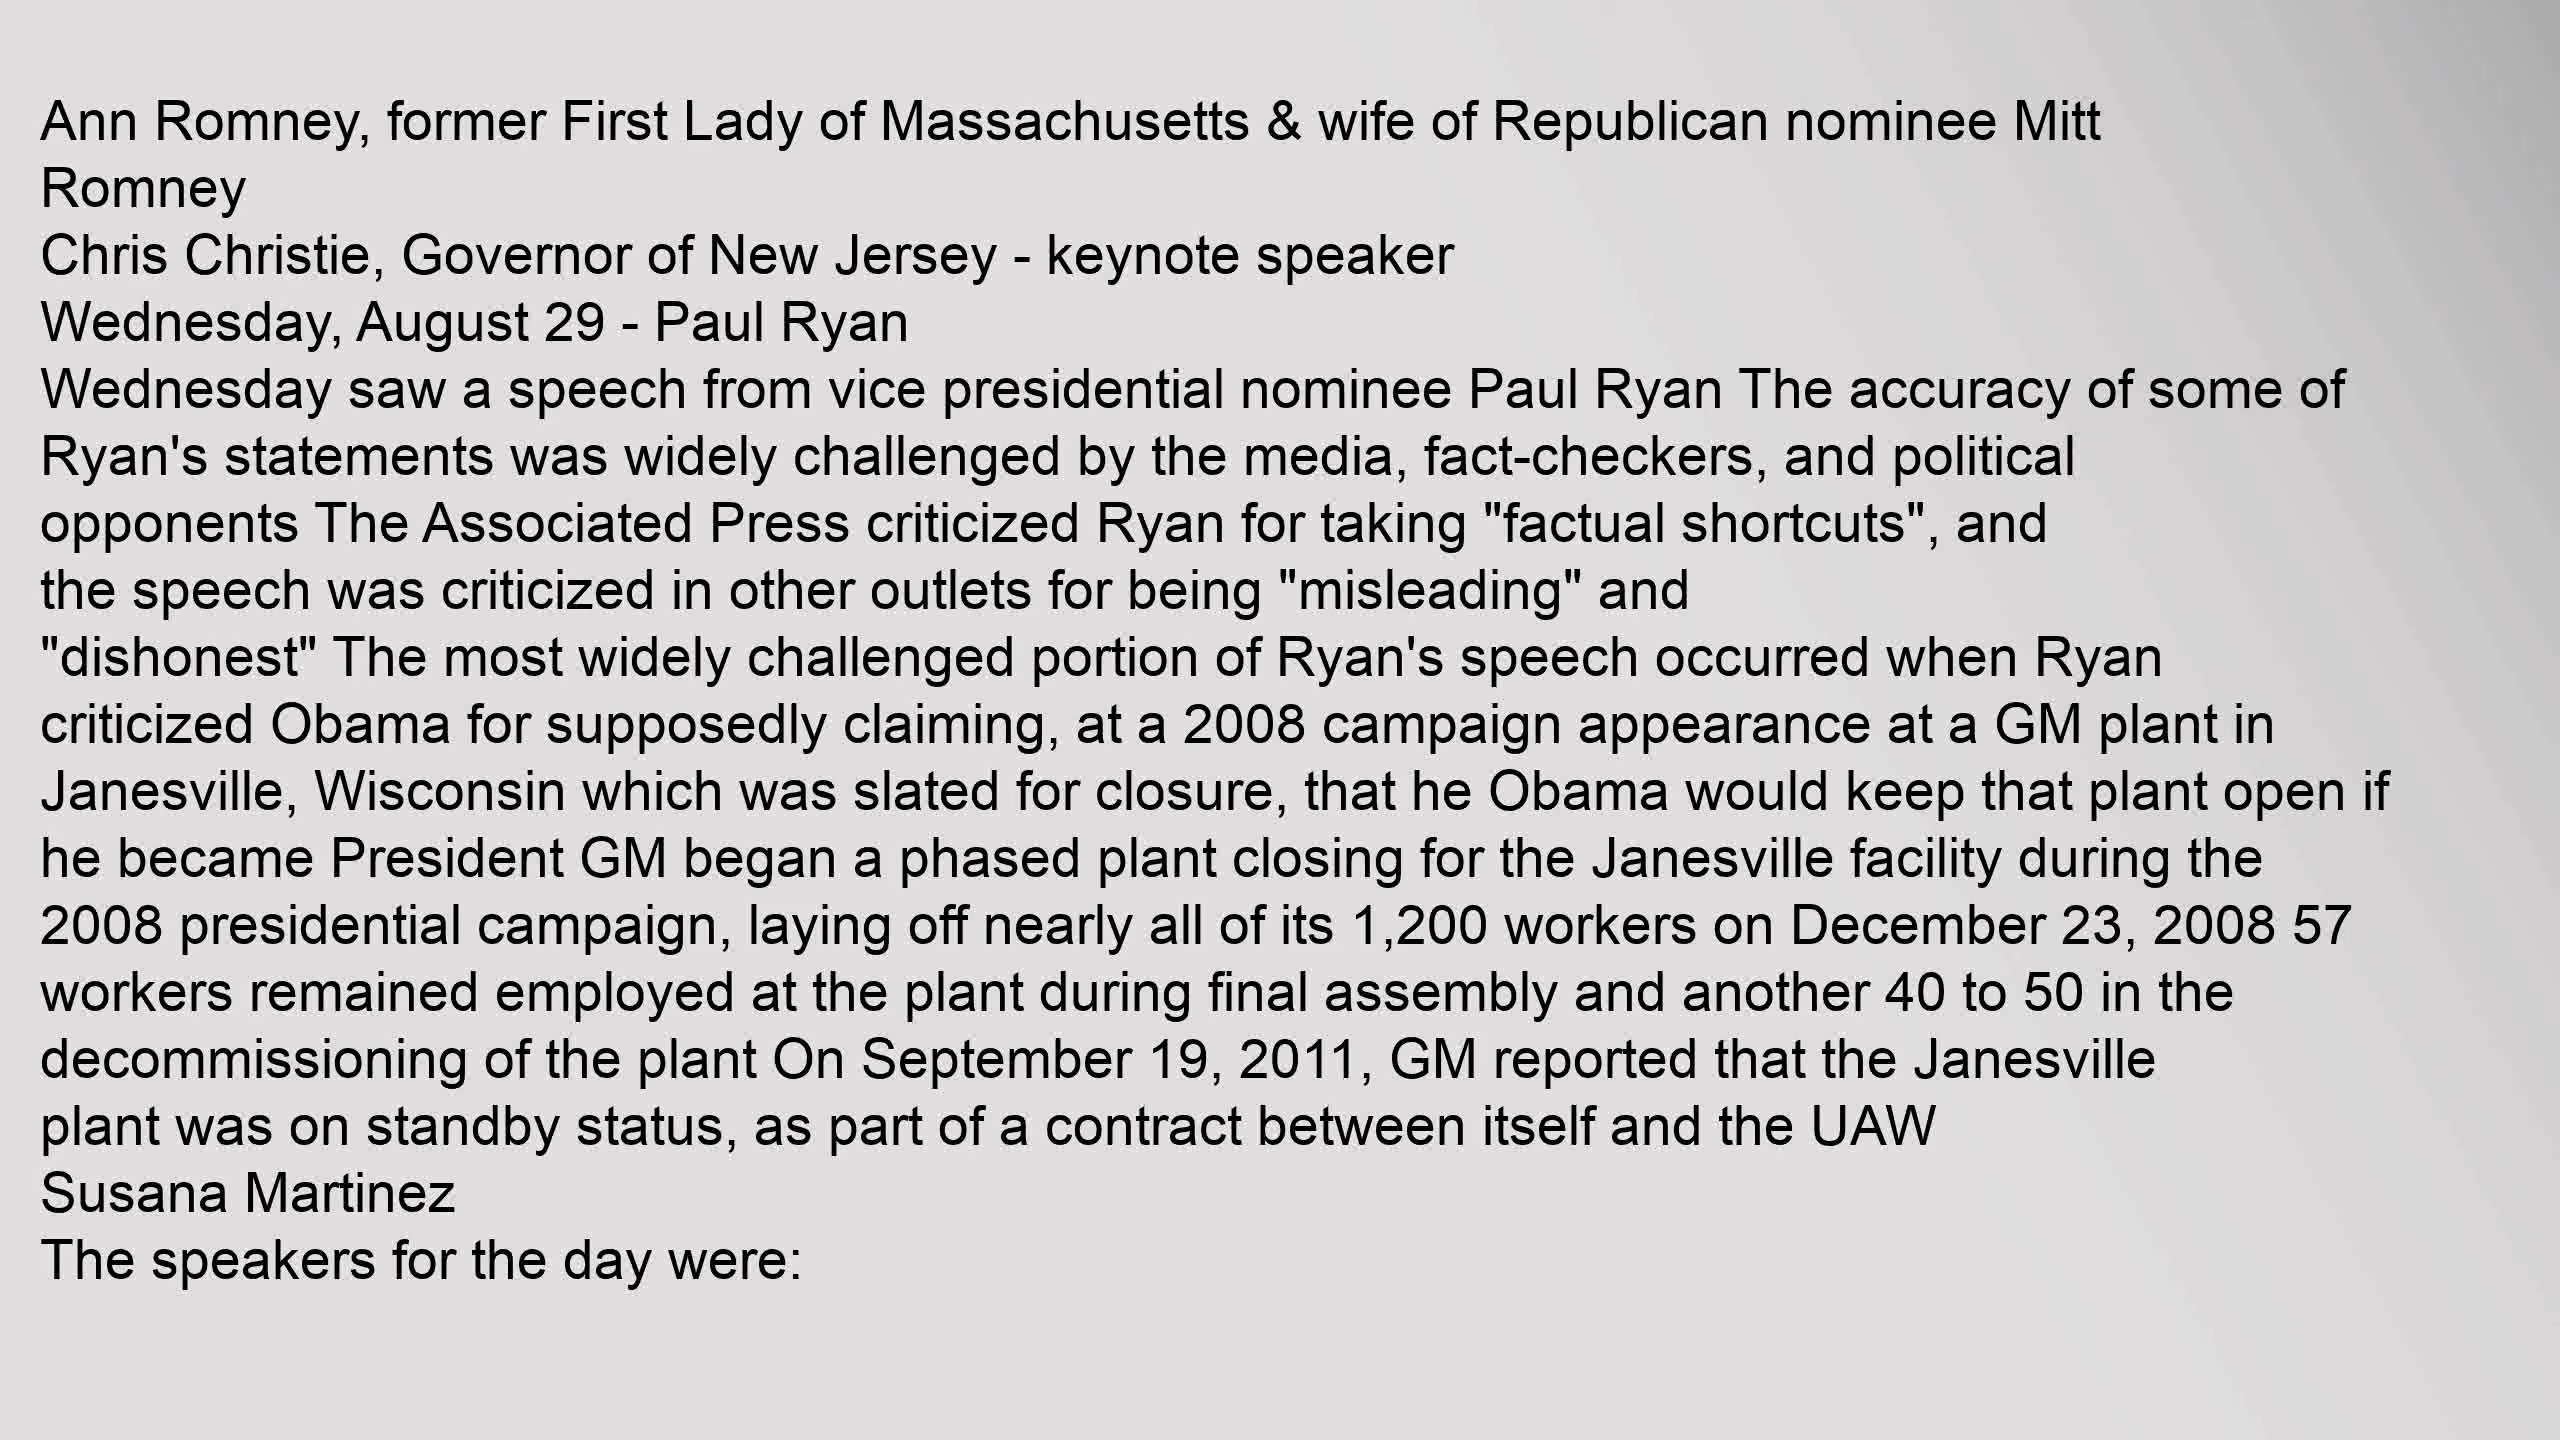 Ann Romney, former First Lady of Massachusetts & wife of Republican nominee Mitt
Romney
Chris Christie, Governor of New Jersey - keynote speaker
Wednesday, August 29 - Paul Ryan
Wednesday saw a speech from vice presidential nominee Paul Ryan The accuracy of some of
Ryan's statements was widely challenged by the media, fact-checkers, and political
opponents The Associated Press criticized Ryan for taking "factual shortcuts", and
the speech was criticized in other outlets for being "misleading" and
"dishonest" The most widely challenged portion of Ryan's speech occurred when Ryan
criticized Obama for supposedly claiming, at a 2008 campaign appearance at a GM plant in
Janesville, Wisconsin which was slated for closure, that he Obama would keep that plant open if
he became President GM began a phased plant closing for the Janesville facility during the
2008 presidential campaign, laying off nearly all of its 1,200 workers on December 23, 2008 57
workers remained employed at the plant during final assembly and another 40 to 50 in the
decommissioning of the plant On September 19, 2011, GM reported that the Janesville
plant was on standby status, as part of a contract between itself and the UAW
Susana Martinez
The speakers for the day were: